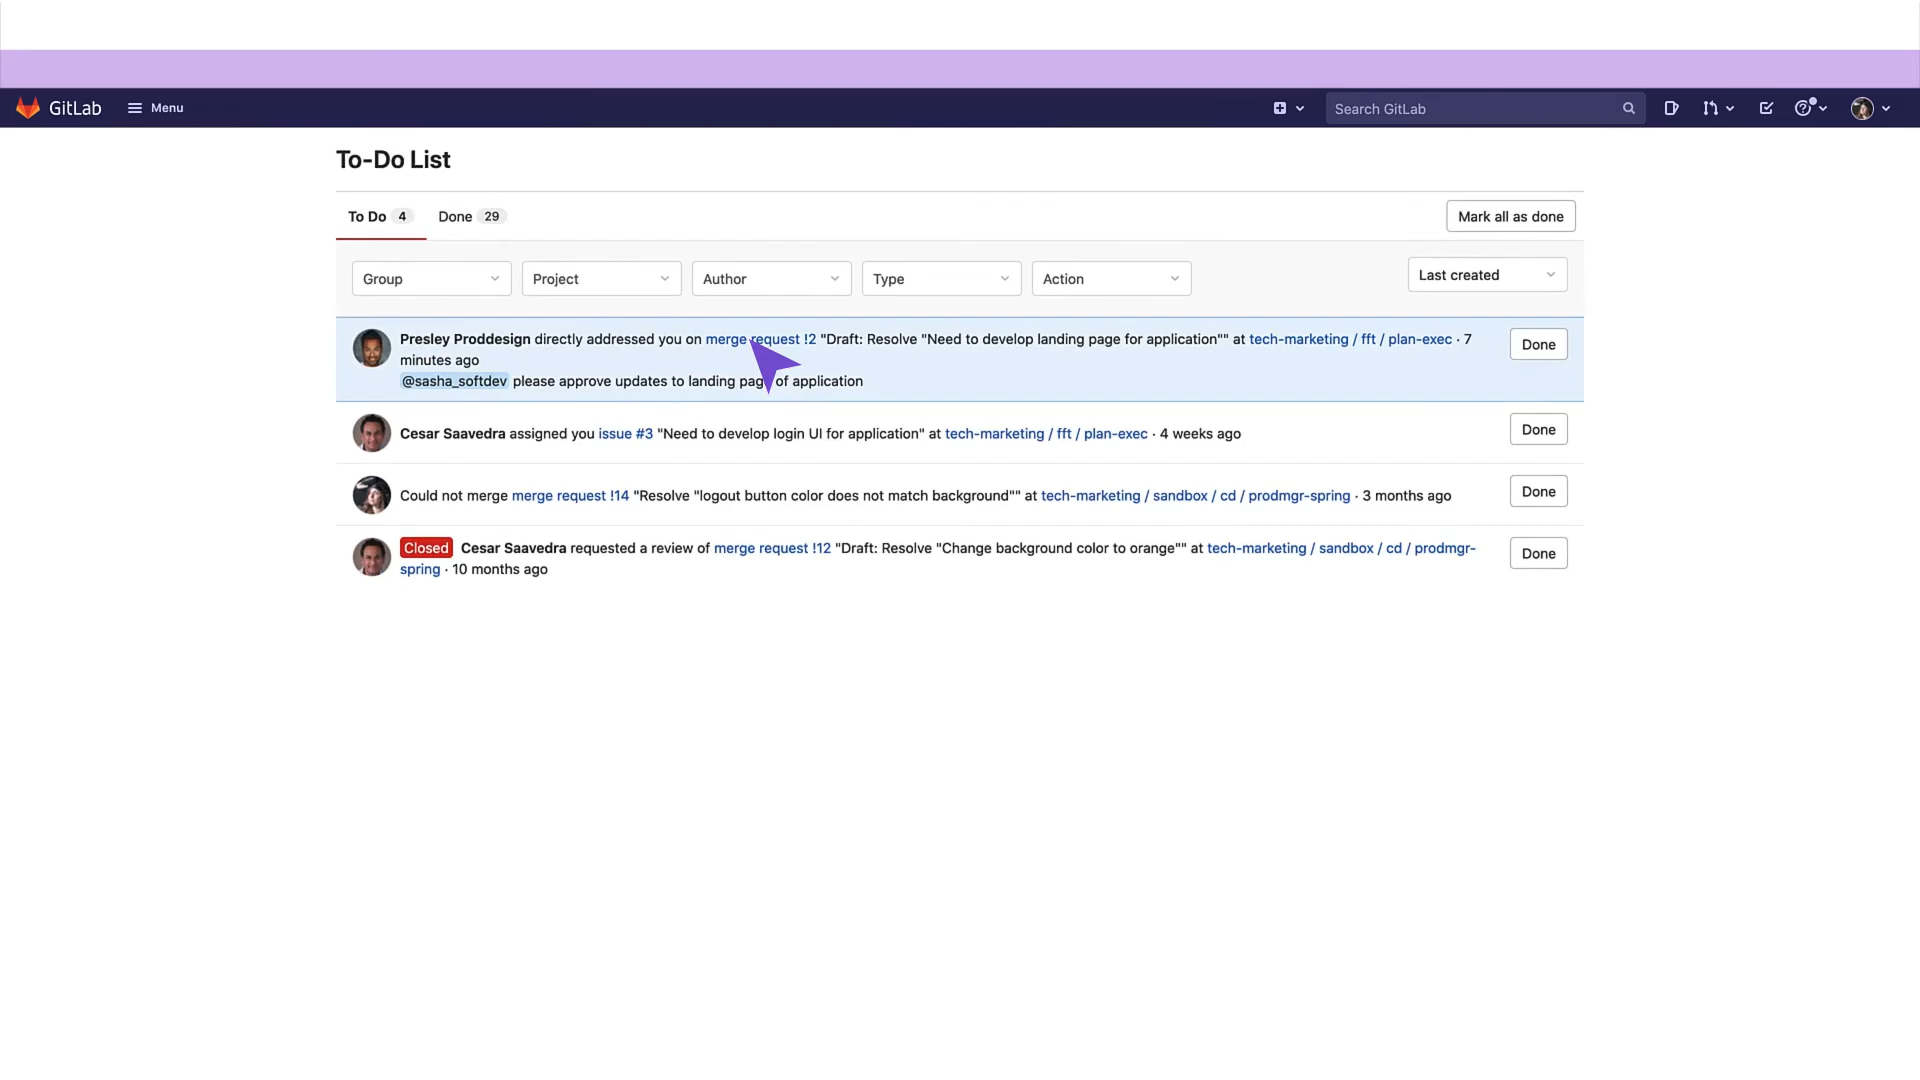 GitLab Menu Search GitLab
To-Do List
To Do 4 Done 29 Mark all as done
Group Project Author Type Action Last created
Presley Proddesign directly addressed you on merge request !2 "Draft: Resolve "Need to develop landing page for application"" at tech-marketing / fft / plan-exec · 7
minutes ago
@sasha_softdev please approve updates to landing page of application
Done
Cesar Saavedra assigned you issue #3 "Need to develop login UI for application" at tech-marketing / fft / plan-exec · 4 weeks ago
Done
Could not merge merge request !14 "Resolve "logout button color does not match background"" at tech-marketing / sandbox / cd / prodmgr-spring · 3 months ago
Done
Closed Cesar Saavedra requested a review of merge request !12 "Draft: Resolve "Change background color to orange"" at tech-marketing / sandbox / cd / prodmgr-
spring · 10 months ago
Done